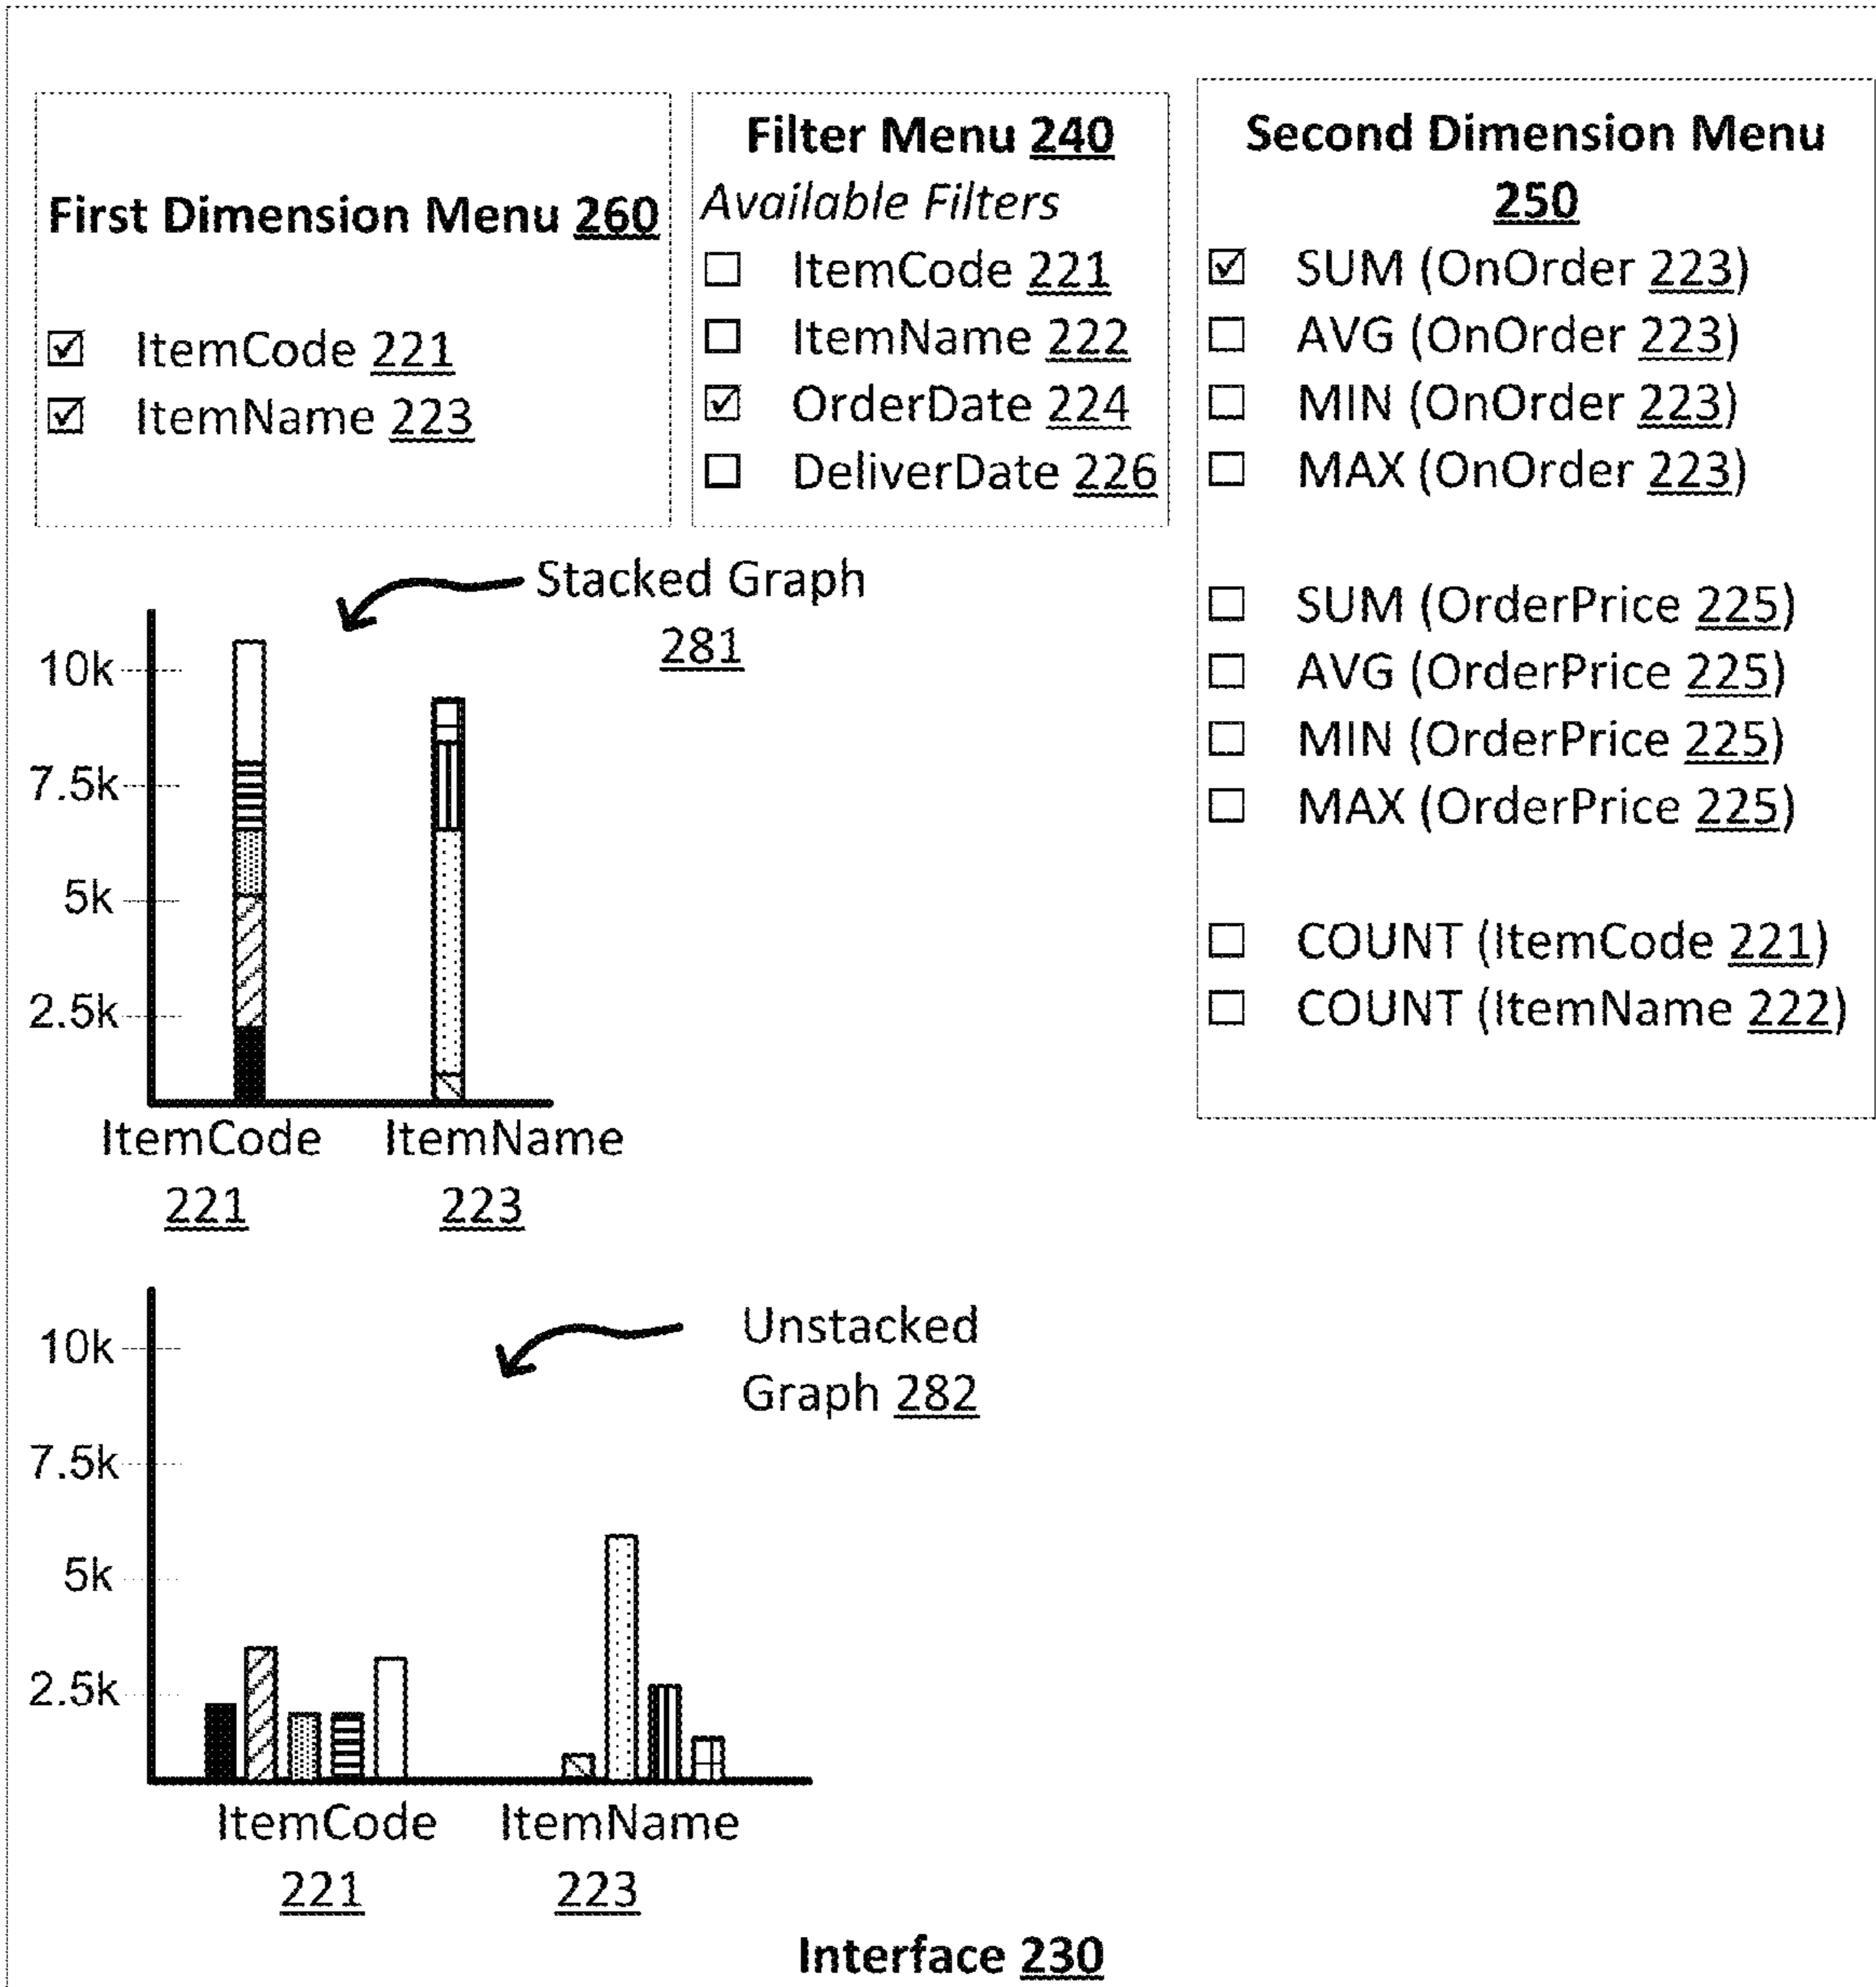 First Dimension Menu 260
ItemCode 221
ItemName 223
Filter Menu 240
Available Filters
ItemCode 221
ItemName 222
OrderDate 224
DeliverDate 226
Second Dimension Menu
250
SUM (OnOrder 223)
AVG (OnOrder 223)
MIN (OnOrder 223)
MAX (OnOrder 223)
SUM (OrderPrice 225)
AVG (OrderPrice 225)
MIN (OrderPrice 225)
MAX (OrderPrice 225)
COUNT (ItemCode 221)
COUNT (ItemName 222)
Stacked Graph
281
10k
7.5k
5k
2.5k
ItemCode ItemName
221 223
Unstacked
Graph 282
10k
7.5k
5k
2.5k
ItemCode ItemName
221 223
Interface 230